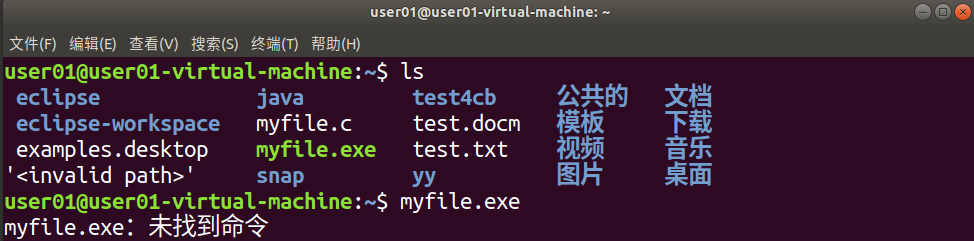 user01@user01-virtual-machine: ~
文件(F) 编辑(E) 查看(V) 搜索(S) 终端(T) 帮助(H)
user01@user01-virtual-machine:~$ ls
eclipse java test4cb 公共的 文档
eclipse-workspace myfile.c test.docm 模板 下载
examples.desktop myfile.exe test.txt 视频 音乐
'<invalid path>' snap yy 图片 桌面
user01@user01-virtual-machine:~$ myfile.exe
myfile.exe：未找到命令